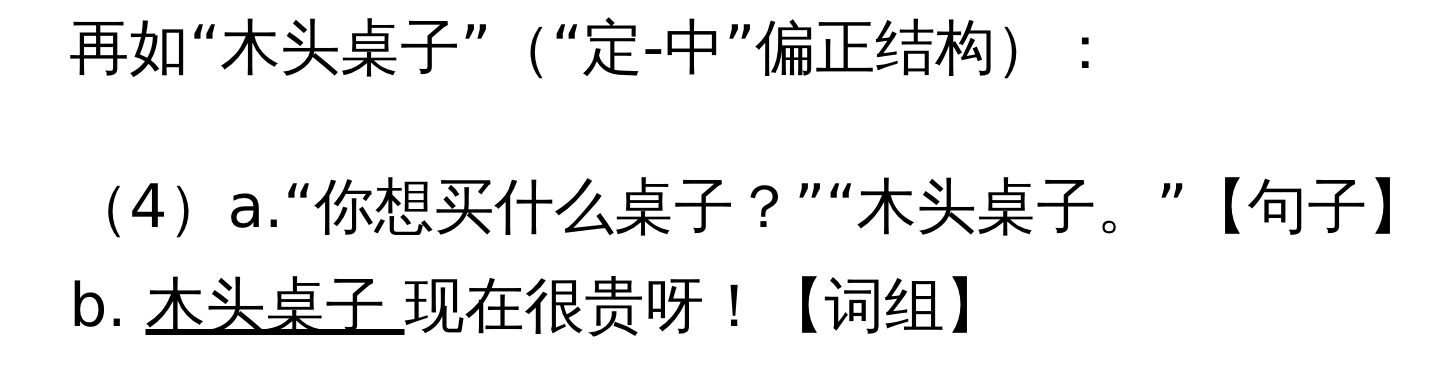 再如“木头桌子”（“定-中”偏正结构）：
（4）a.“你想买什么桌子？”“木头桌子。”【句子】
b. 木头桌子 现在很贵呀！【词组】